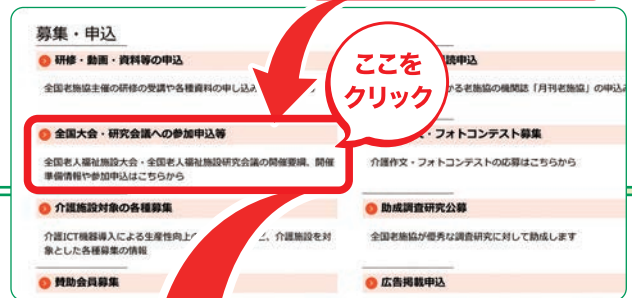 募集・申込
研修・動画・資料等の申込
読申込
全国老施協主催の研修の受講や各種資料の申し込み
かる老施協の機関誌「月刊老施協」の申込み
ここを
クリック
全国大会・研究会議への参加申込等
・フォトコンテスト募集
全国老人福祉施設大会・全国老人福祉施設研究会議の開催要綱、開催
準備情報や参加申込はこちらから
介護作文・フォトコンテストの応募はこちらから
介護施設対象の各種募集
助成調査研究公募
介護ICT機器導入による生産性向上
、介護施設を対
象とした各種募集の情報
全国老施協が優秀な調査研究に対して助成します
賛助会員募集
広告掲載申込